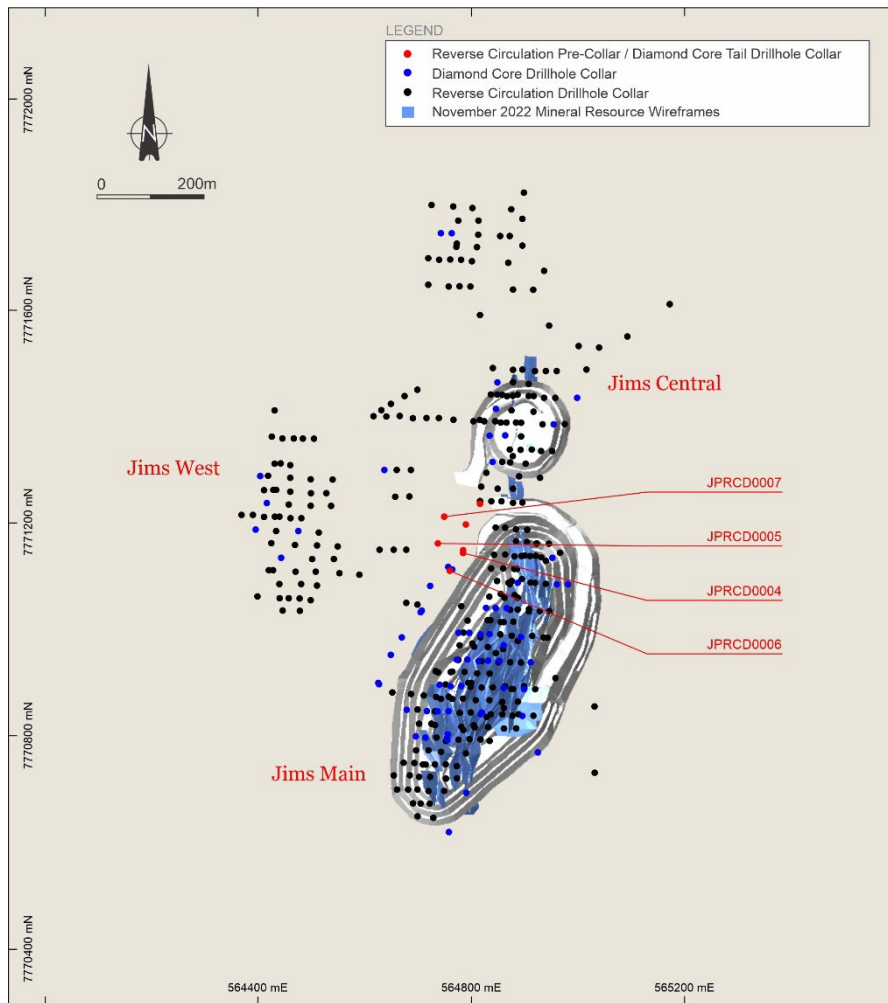 LEGEND
Reverse Circulation Pre-Collar / Diamond Core Tail Drillhole Collar
Diamond Core Drillhole Collar
Reverse Circulation Drillhole Collar
November 2022 Mineral Resource Wireframes
7772000 mN
N
0 200m
7771600 mN
Jims Central
Jims West
JPRCD0007
7771200 mN
JPRCD0005
JPRCD0004
JPRCD0006
7770800 mN
Jims Main
7770400 mN
564400 mE 564800 mE 565200 mE